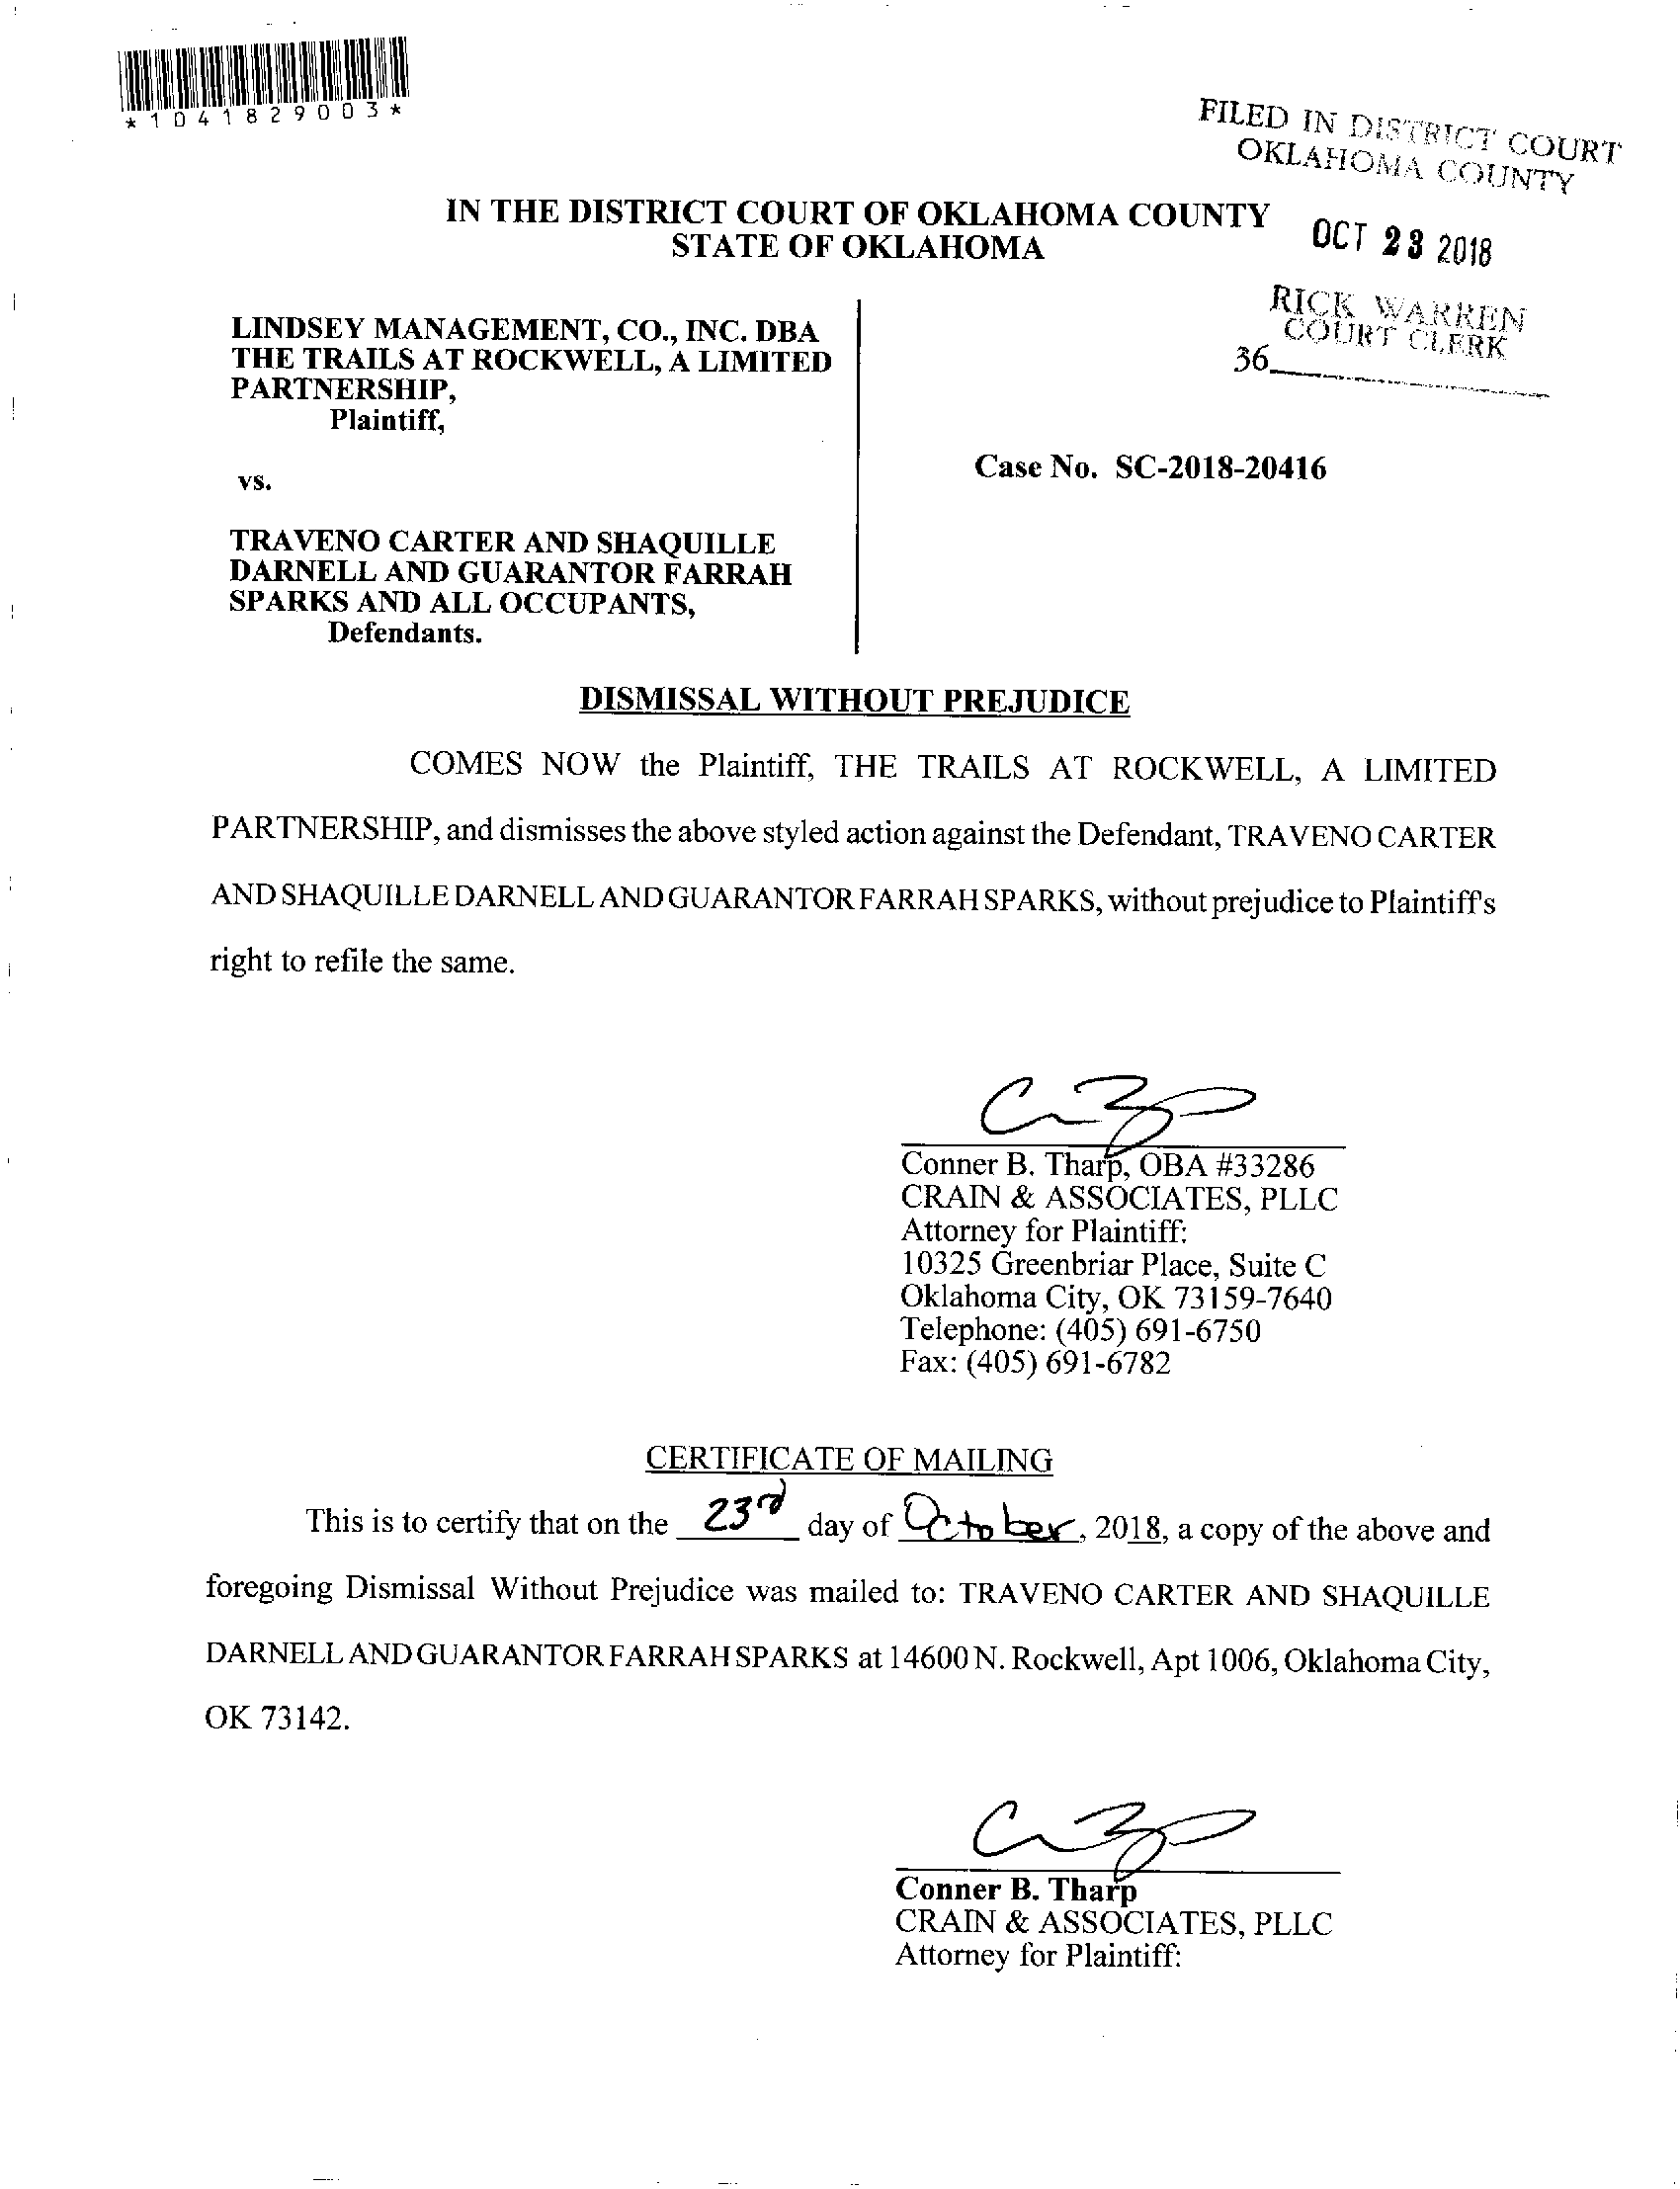 *1041829003*
FILED IN DISTRICT COURT
OKLAHOMA COUNTY
IN THE DISTRICT COURT OF OKLAHOMA COUNTY
STATE OF OKLAHOMA
OCT 23 2018
RICK WARREN
COURT CLERK
36
LINDSEY MANAGEMENT, CO., INC. DBA
THE TRAILS AT ROCKWELL, A LIMITED
PARTNERSHIP,
Plaintiff,
Case No. SC-2018-20416
vs.
TRAVENO CARTER AND SHAQUILLE
DARNELL AND GUARANTOR FARRAH
SPARKS AND ALL OCCUPANTS,
Defendants.
DISMISSAL WITHOUT PREJUDICE
COMES NOW the Plaintiff, THE TRAILS AT ROCKWELL, A LIMITED
PARTNERSHIP, and dismisses the above styled action against the Defendant, TRAVENO CARTER
AND SHAQUILLE DARNELL AND GUARANTOR FARRAH SPARKS, without prejudice to Plaintiff's
right to refile the same.
Conner B. Tharp, OBA #33286
CRAIN & ASSOCIATES, PLLC
Attorney for Plaintiff:
10325 Greenbriar Place, Suite C
Oklahoma City, OK 73159-7640
Telephone: (405) 691-6750
Fax: (405) 691-6782
CERTIFICATE OF MAILING
This is to certify that on the 23rd day of October, 2018, a copy of the above and
foregoing Dismissal Without Prejudice was mailed to: TRAVENO CARTER AND SHAQUILLE
DARNELL AND GUARANTOR FARRAH SPARKS at 14600 N. Rockwell, Apt 1006, Oklahoma City,
OK 73142.
Conner B. Tharp
CRAIN & ASSOCIATES, PLLC
Attorney for Plaintiff: